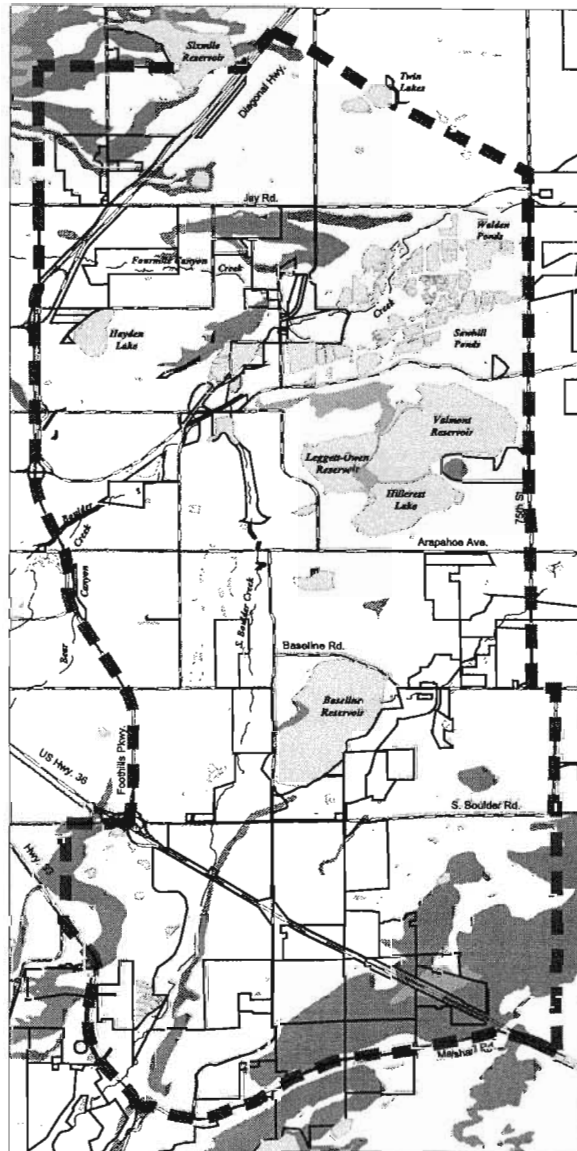 Sixmile
Reservoir
Diagonal Hwy.
Twin
Lakes
Jay Rd.
Walden
Ponds
Fourmile Canyon
Creek
Creek
Hayden
Lake
Sawhill
Ponds
Valmont
Reservoir
Leggett-Owen
Reservoir
Hillcrest
Lake
75th St.
Boulder
Creek
Arapahoe Ave.
Bear
Canyon
S. Boulder Creek
Baseline Rd.
Baseline
Reservoir
Foothills Pkwy.
US Hwy. 36
S. Boulder Rd.
Hwy. 93
Marshall Rd.